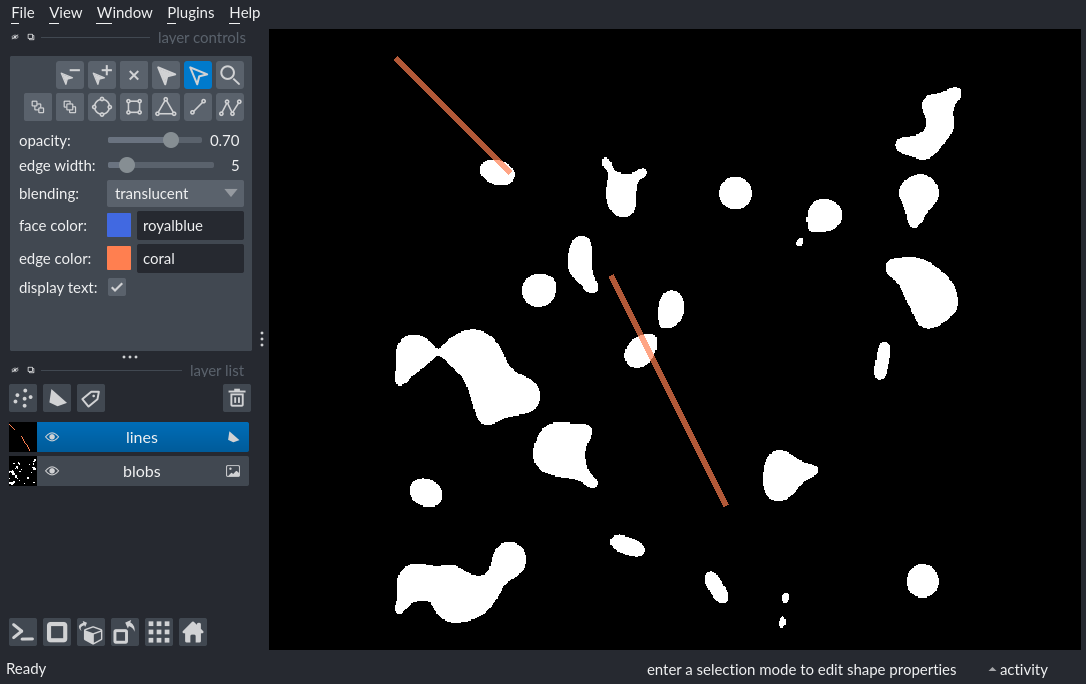 File View Window Plugins Help
layer controls
opacity: 0.70
edge width: 5
blending: translucent
face color: royalblue
edge color: coral
display text:
layer list
lines
blobs
Ready enter a selection mode to edit shape properties activity